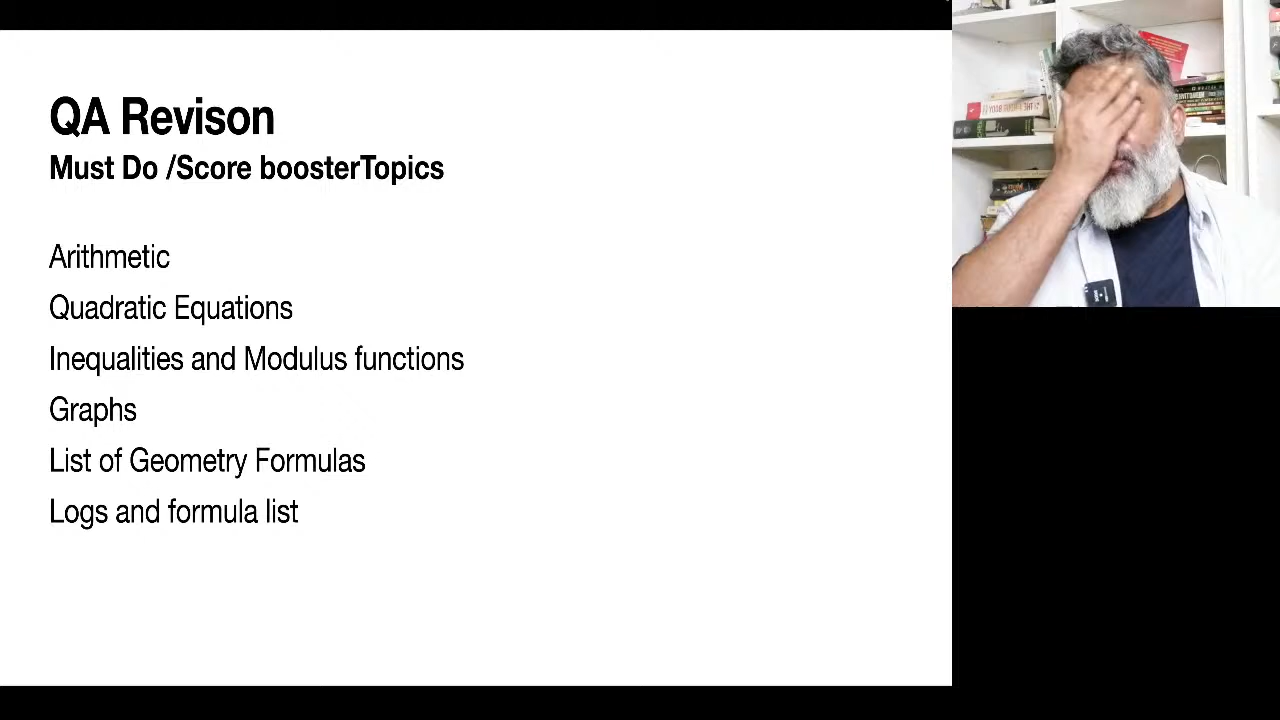 QA Revison
Must Do /Score boosterTopics
Arithmetic
Quadratic Equations
Inequalities and Modulus functions
Graphs
List of Geometry Formulas
Logs and formula list